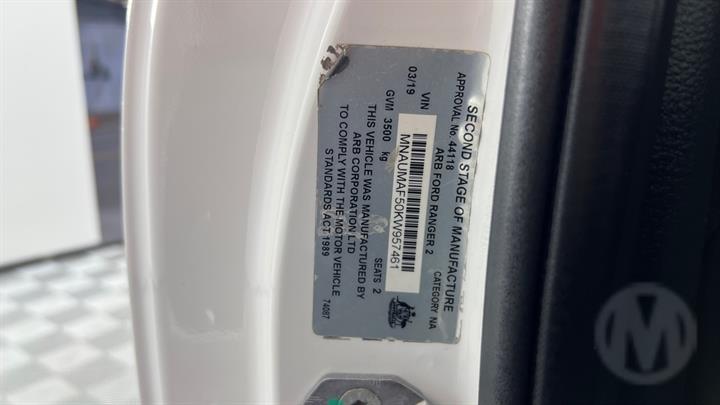 SECOND STAGE OF MANUFACTURE
APPROVAL No. 44118 CATEGORY NA
ARB FORD RANGER 2
03/19 VIN MNAUMAF50KW957461
GVM 3500 kg SEATS 2
THIS VEHICLE WAS MANUFACTURED BY
ARB CORPORATION LTD
TO COMPLY WITH THE MOTOR VEHICLE
STANDARDS ACT 1989 74087
M